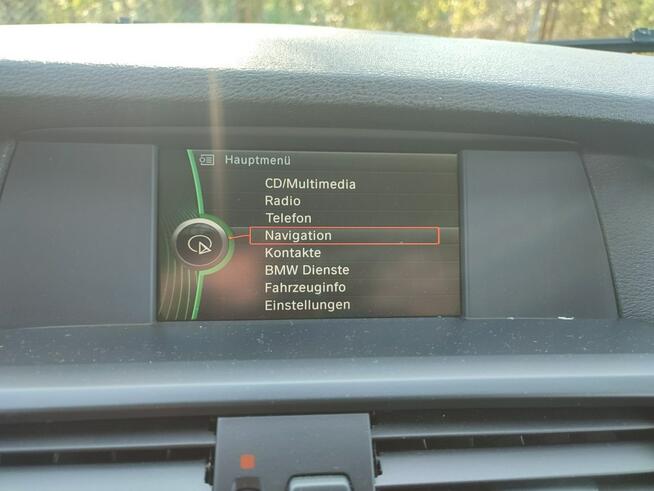 Hauptmenü
CD/Multimedia
Radio
Telefon
Navigation
Kontakte
BMW Dienste
Fahrzeuginfo
Einstellungen